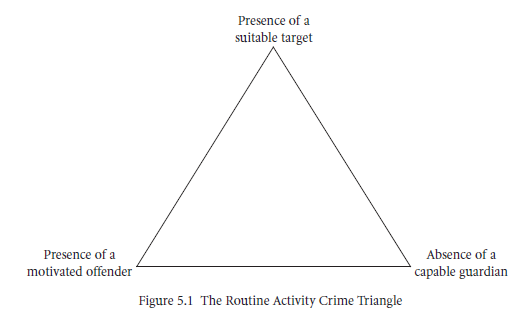 Presence of a
suitable target
Presence of a
motivated offender
Absence of a
capable guardian
Figure 5.1 The Routine Activity Crime Triangle